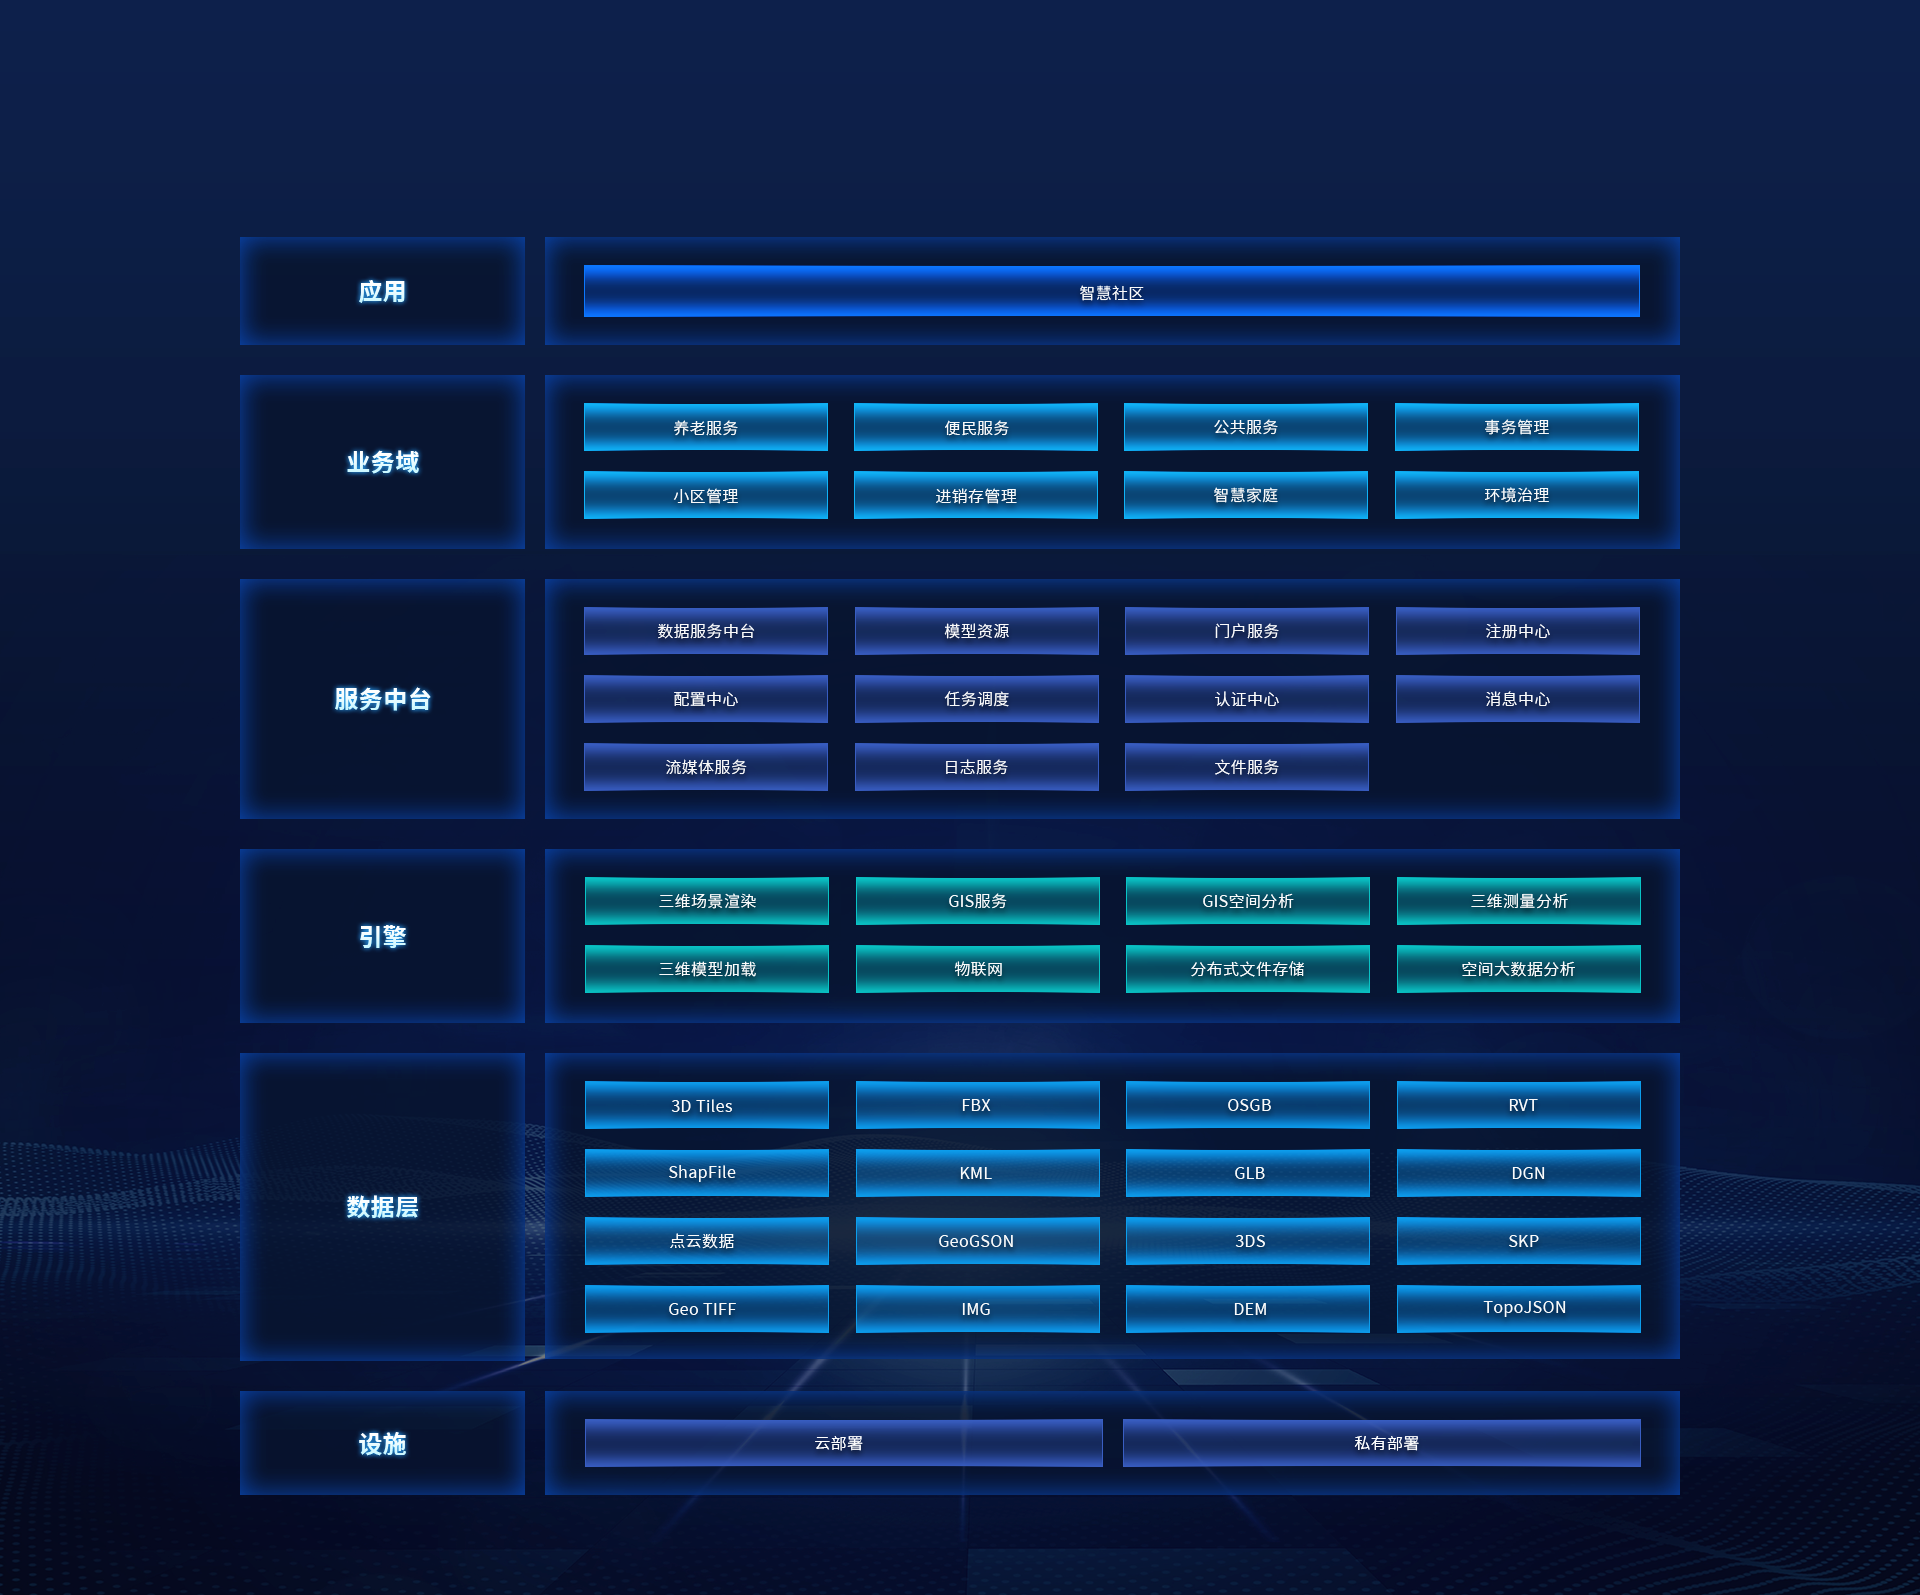 应用
智慧社区
业务域
养老服务 便民服务 公共服务 事务管理
小区管理 进销存管理 智慧家庭 环境治理
服务中台
数据服务中台 模型资源 门户服务 注册中心
配置中心 任务调度 认证中心 消息中心
流媒体服务 日志服务 文件服务
引擎
三维场景渲染 GIS服务 GIS空间分析 三维测量分析
三维模型加载 物联网 分布式文件存储 空间大数据分析
数据层
3D Tiles FBX OSGB RVT
ShapFile KML GLB DGN
点云数据 GeoGSON 3DS SKP
Geo TIFF IMG DEM TopoJSON
设施
云部署 私有部署